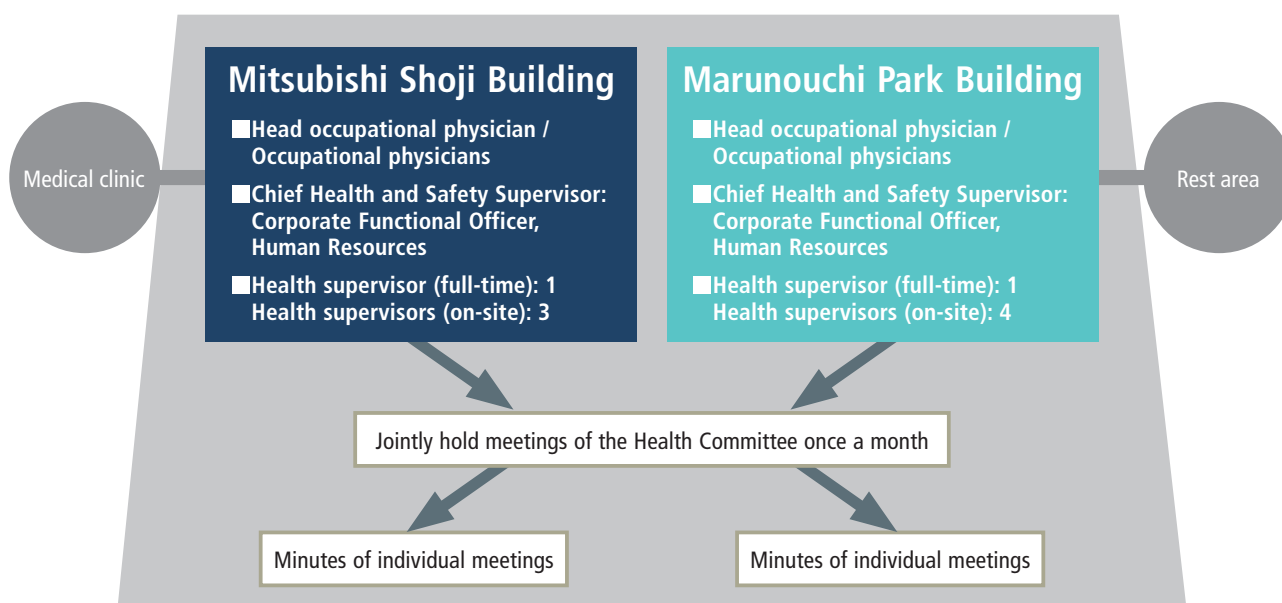 Medical clinic
Mitsubishi Shoji Building
Head occupational physician /
Occupational physicians
Chief Health and Safety Supervisor:
Corporate Functional Officer,
Human Resources
Health supervisor (full-time): 1
Health supervisors (on-site): 3
Marunouchi Park Building
Head occupational physician /
Occupational physicians
Chief Health and Safety Supervisor:
Corporate Functional Officer,
Human Resources
Health supervisor (full-time): 1
Health supervisors (on-site): 4
Rest area
Jointly hold meetings of the Health Committee once a month
Minutes of individual meetings
Minutes of individual meetings